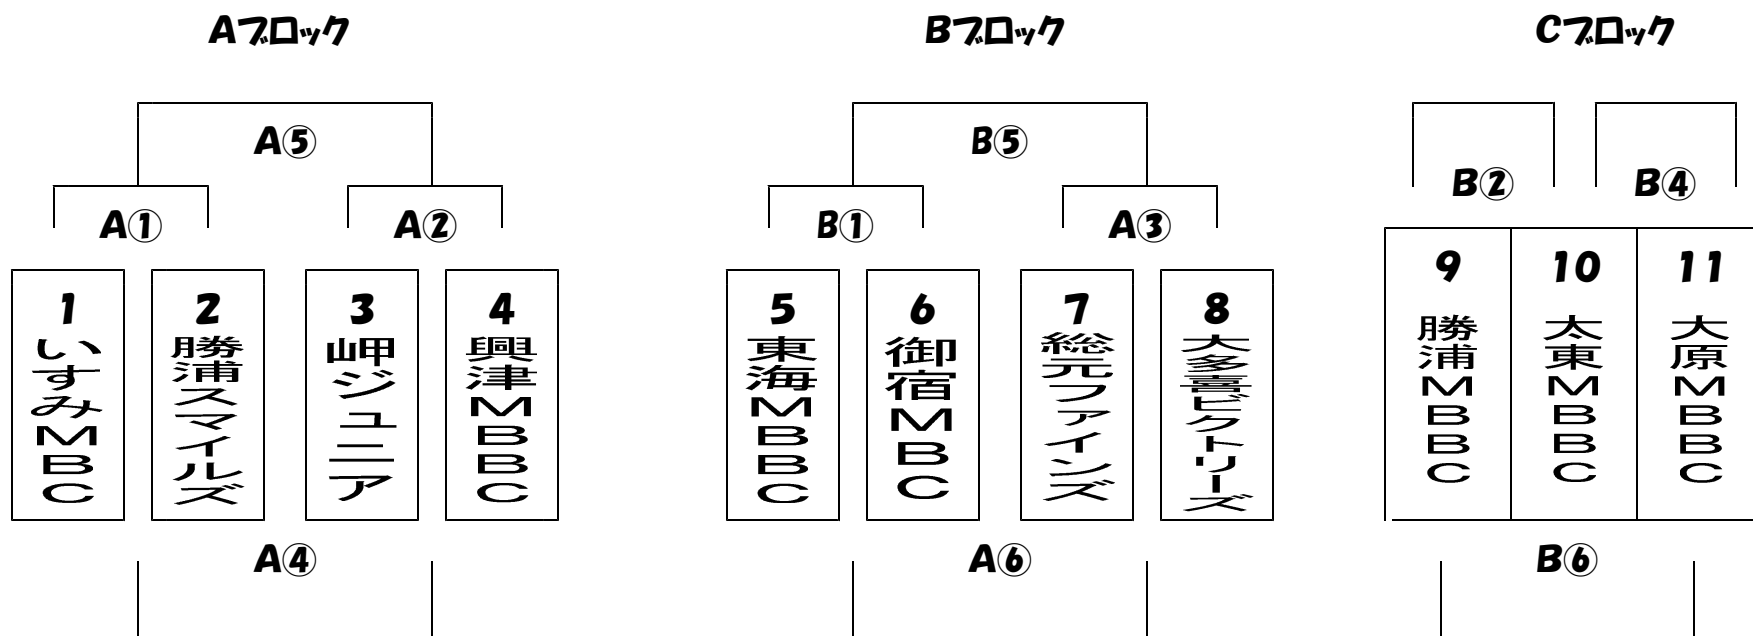 Aブロック
Bブロック
Cブロック
A⑤
B⑤
B②
B④
A①
A②
B①
A③
1
いすみMBC
2
勝浦スマイルズ
3
岬ジュニア
4
興津MBBC
5
東海MBBC
6
御宿MBC
7
総元ファインズ
8
大多喜ビクトリーズ
9
勝浦MBBC
10
太東MBBC
11
大原MBBC
A④
A⑥
B⑥